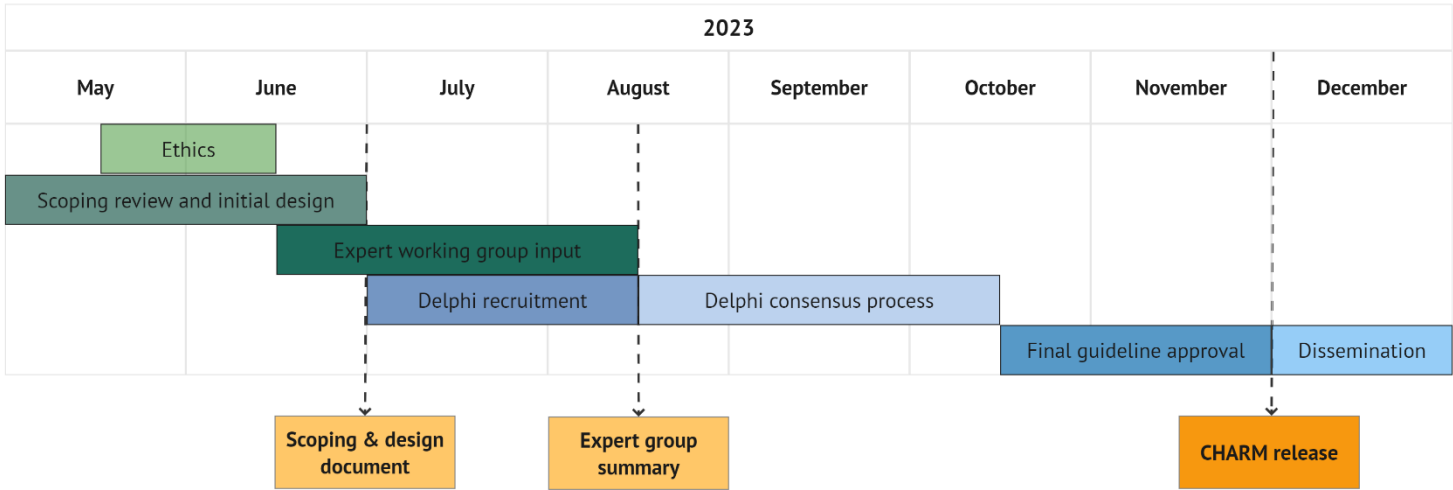 2023
May June July August September October November December
Ethics
Scoping review and initial design
Expert working group input
Delphi recruitment Delphi consensus process
Final guideline approval Dissemination
Scoping & design
document
Expert group
summary
CHARM release